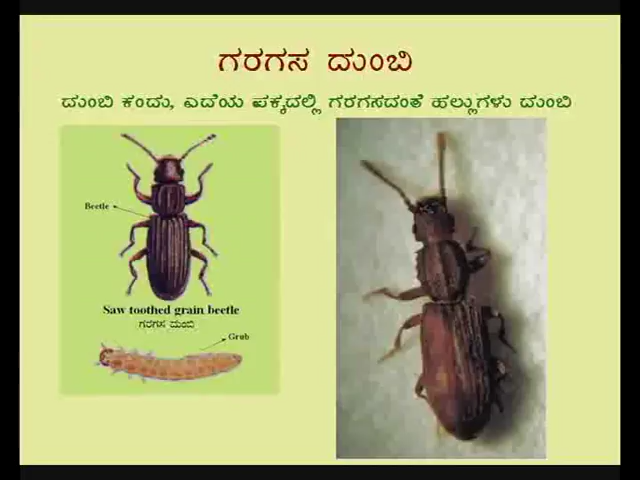 ಗರಗಸ ದುಂಬಿ
ದುಂಬಿ ಕಂದು, ಎದೆಯ ಪಕ್ಕದಲ್ಲಿ ಗರಗಸದಂತೆ ಹಲ್ಲುಗಳು ದುಂಬಿ
Beetle
Saw toothed grain beetle
ಗರಗಸ ದುಂಬಿ
Grub